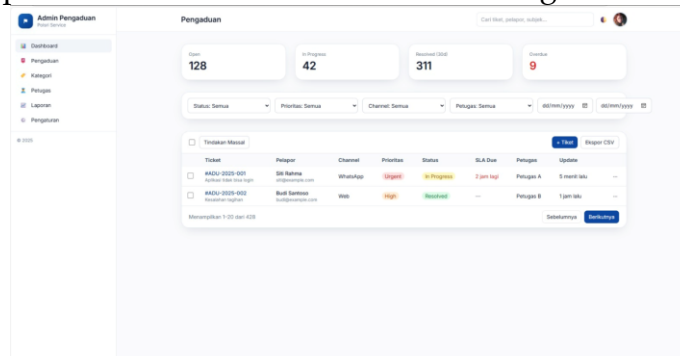 Admin Pengaduan
Pengaduan
Cari tiket, pelapor, subjek...
Dashboard
Pengaduan
Kategori
Petugas
Laporan
Pengaturan
© 2025
Open
128
In Progress
42
Resolved
311
Overdue
9
Status: Semua
Prioritas: Semua
Channel: Semua
Petugas: Semua
dd/mm/yyyy
dd/mm/yyyy
Tindakan Massal
+ Tiket
Ekspor CSV
Ticket Pelapor Channel Prioritas Status SLA Due Petugas Update
#ADU-2025-001 Siti Rahma WhatsApp Urgent In Progress 2 jam lagi Petugas A 5 menit lalu
Aplikasi tidak bisa login siti@example.com
#ADU-2025-002 Budi Santoso Web High Resolved — Petugas B 1 jam lalu
Kesalahan tagihan budi@example.com
Menampilkan 1-20 dari 428
Sebelumnya
Berikutnya